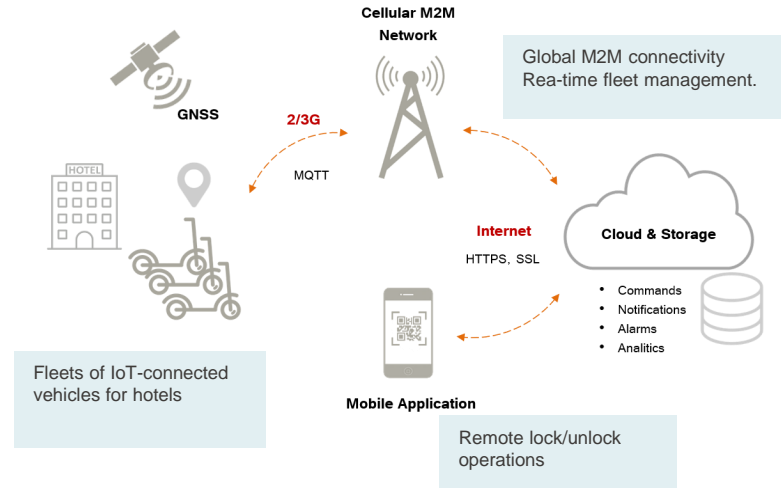 Cellular M2M
Network
Global M2M connectivity
Rea-time fleet management.
GNSS
2/3G
MQTT
HOTEL
Internet
HTTPS, SSL
Cloud & Storage
• Commands
• Notifications
• Alarms
• Analitics
Fleets of IoT-connected
vehicles for hotels
Mobile Application
Remote lock/unlock
operations